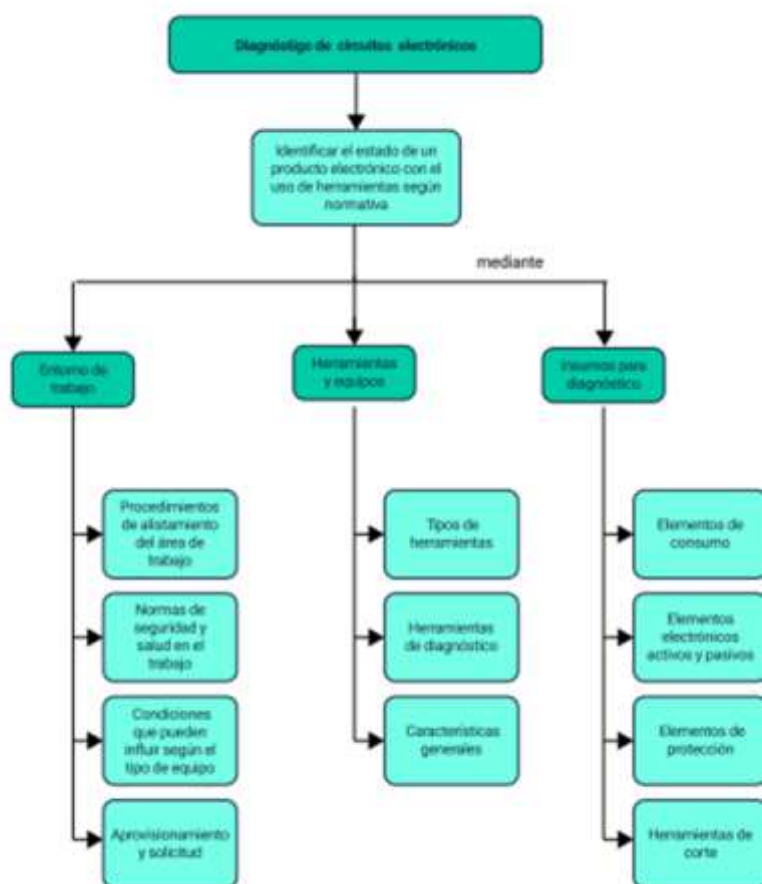 Diagnóstigo de circuitos electrónicos
Identificar el estado de un
producto electrónico con el
uso de herramientas según
normativa
mediante
Entorno de
trabajo
Herramientas
y equipos
Insumos para
diagnóstico
Procedimientos
de alistamiento
del área de
trabajo
Normas de
seguridad y
salud en el
trabajo
Condiciones
que pueden
influir según el
tipo de equipo
Aprovisionamiento
y solicitud
Tipos de
herramientas
Herramientas
de diagnóstico
Características
generales
Elementos de
consumo
Elementos
electrónicos
activos y pasivos
Elementos de
protección
Herramientas de
corte